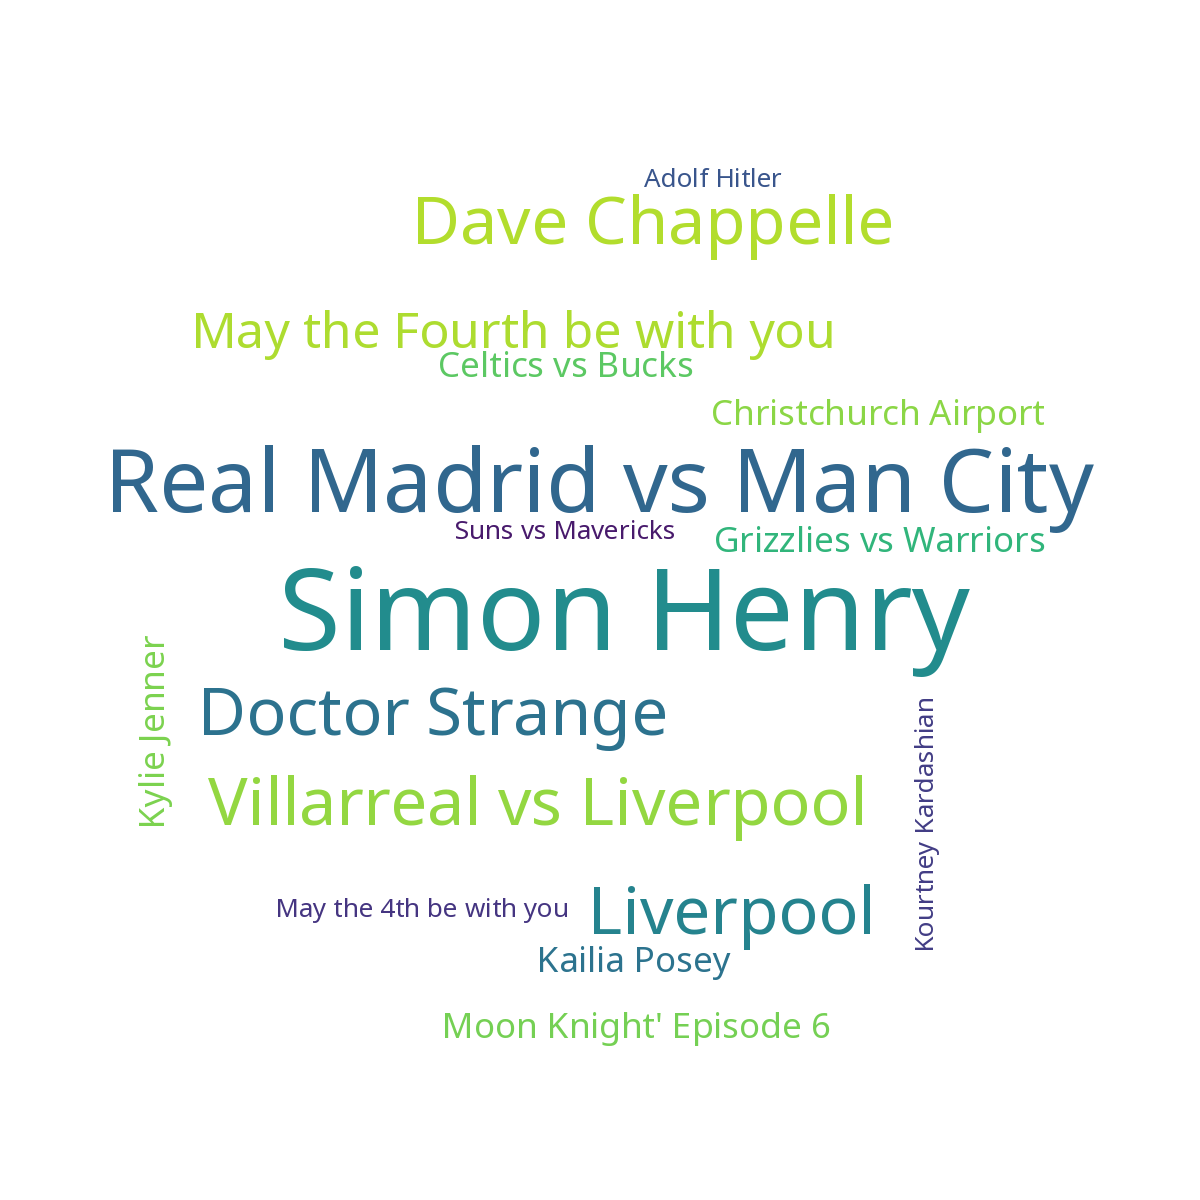 Adolf Hitler
Dave Chappelle
May the Fourth be with you
Celtics vs Bucks
Christchurch Airport
Real Madrid vs Man City
Suns vs Mavericks
Grizzlies vs Warriors
Simon Henry
Kylie Jenner
Doctor Strange
Kourtney Kardashian
Villarreal vs Liverpool
May the 4th be with you
Liverpool
Kailia Posey
Moon Knight' Episode 6